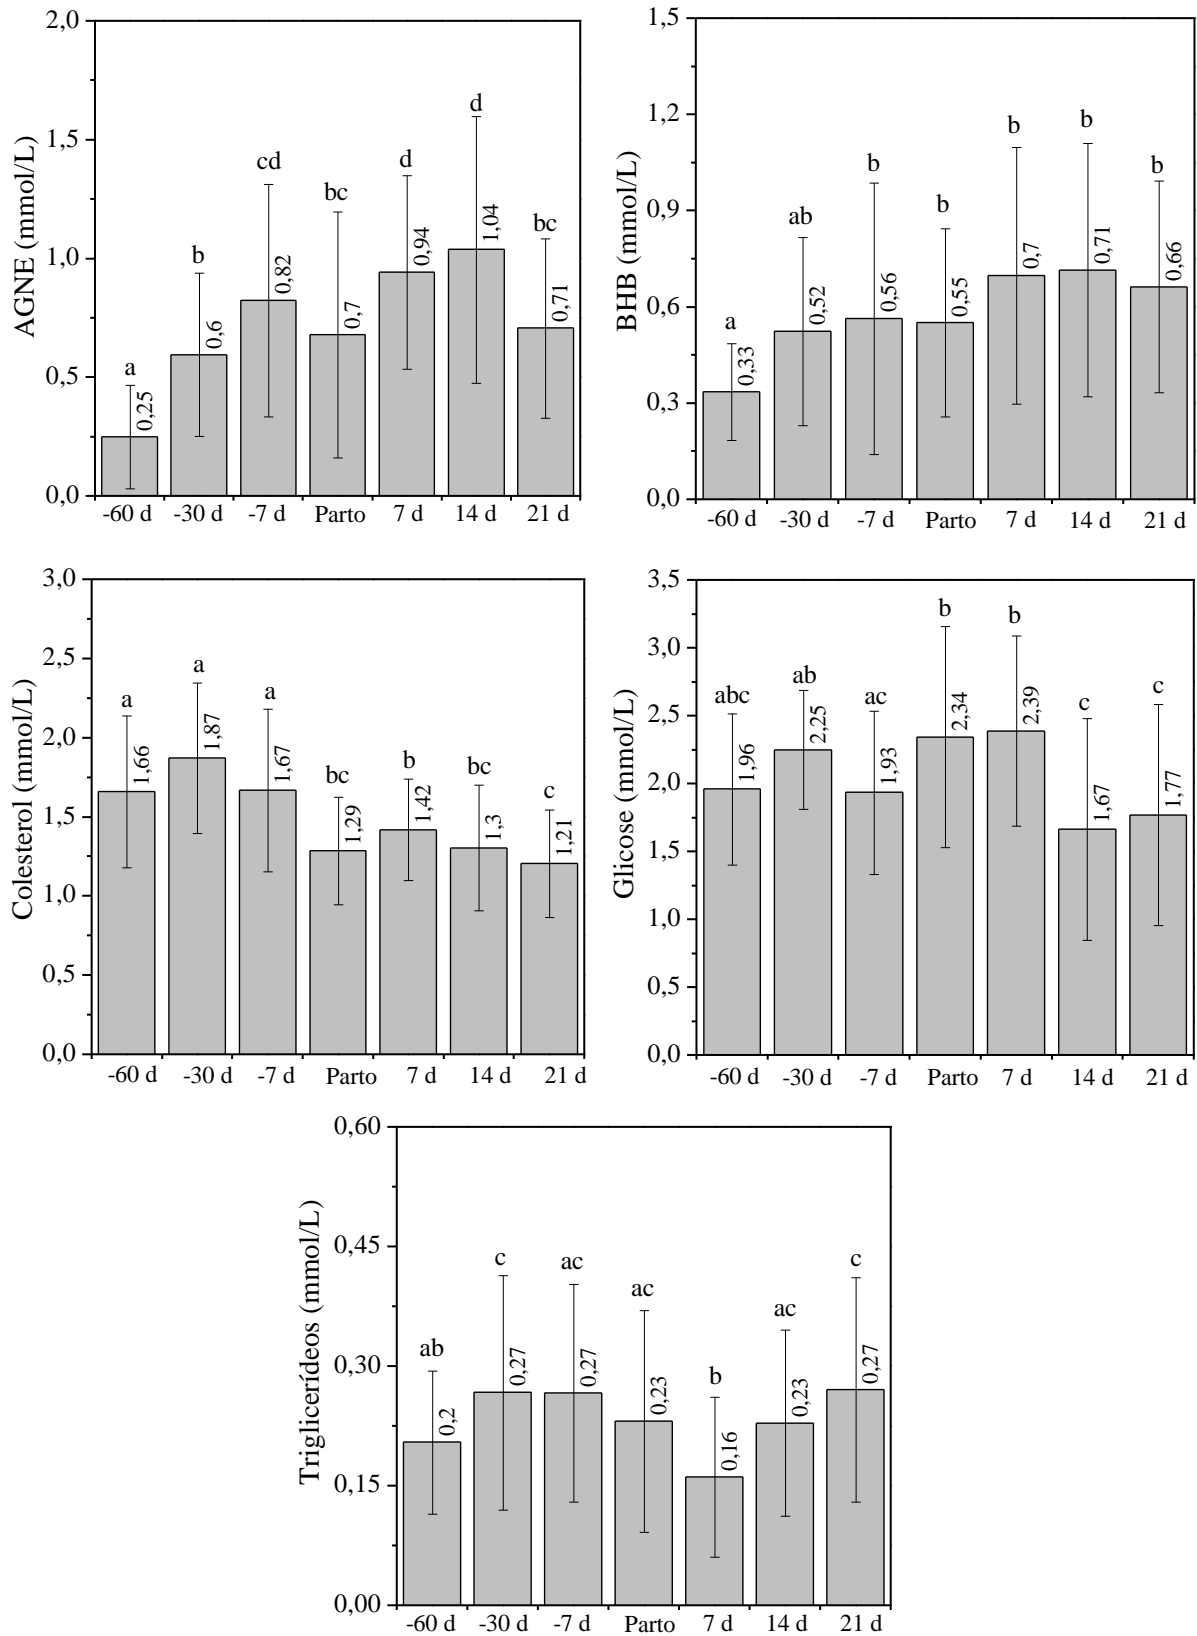 AGNE (mmol/L)
2,0
1,5
1,0
0,5
0,0
a
b
cd
bc
d
d
bc
0,25
0,6
0,82
0,7
0,94
1,04
0,71
-60 d -30 d -7 d Parto 7 d 14 d 21 d
BHB (mmol/L)
1,5
1,2
0,9
0,6
0,3
0,0
a
ab
b
b
b
b
b
0,33
0,52
0,56
0,55
0,7
0,71
0,66
-60 d -30 d -7 d Parto 7 d 14 d 21 d
Colesterol (mmol/L)
3,0
2,5
2,0
1,5
1,0
0,5
0,0
a
a
a
bc
b
bc
c
1,66
1,87
1,67
1,29
1,42
1,3
1,21
-60 d -30 d -7 d Parto 7 d 14 d 21 d
Glicose (mmol/L)
3,5
3,0
2,5
2,0
1,5
1,0
0,5
0,0
abc
ab
ac
b
b
c
c
1,96
2,25
1,93
2,34
2,39
1,67
1,77
-60 d -30 d -7 d Parto 7 d 14 d 21 d
Triglicerídeos (mmol/L)
0,60
0,45
0,30
0,15
0,00
ab
c
ac
ac
b
ac
c
0,2
0,27
0,27
0,23
0,16
0,23
0,27
-60 d -30 d -7 d Parto 7 d 14 d 21 d